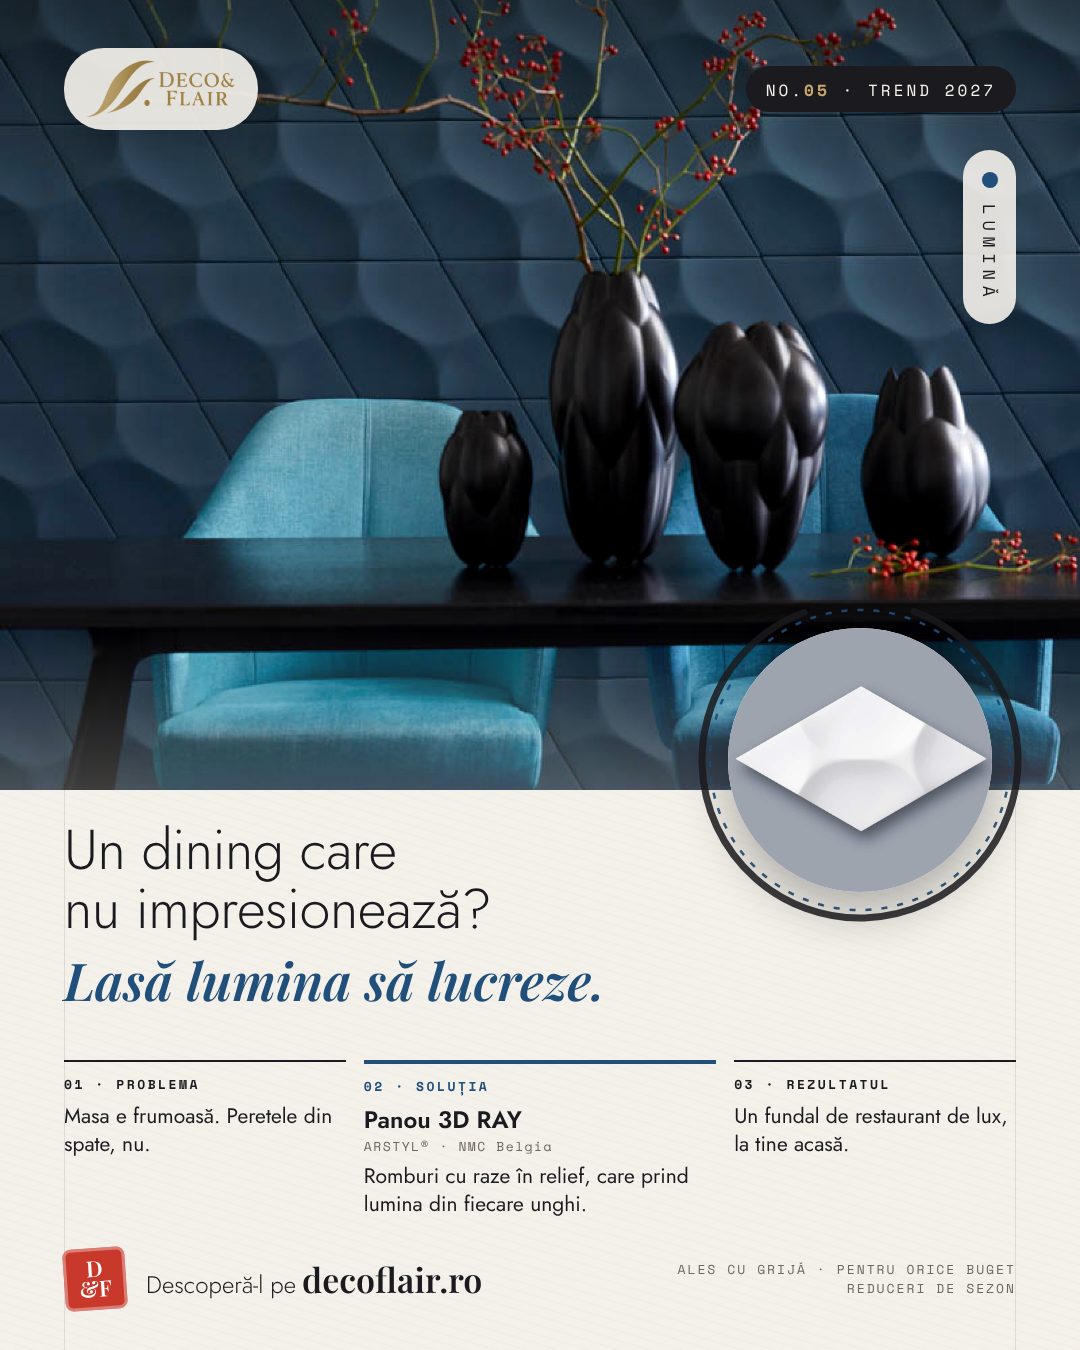 DECO&
FLAIR
NO.05 · TREND 2027
LUMINĂ
Un dining care
nu impresionează?
Lasă lumina să lucreze.
01 · PROBLEMA
Masa e frumoasă. Peretele din
spate, nu.
02 · SOLUȚIA
Panou 3D RAY
ARSTYL® · NMC Belgia
Romburi cu raze în relief, care prind
lumina din fiecare unghi.
03 · REZULTATUL
Un fundal de restaurant de lux,
la tine acasă.
D
&F
Descoperă-l pe decoflair.ro
ALES CU GRIJĂ · PENTRU ORICE BUGET
REDUCERI DE SEZON